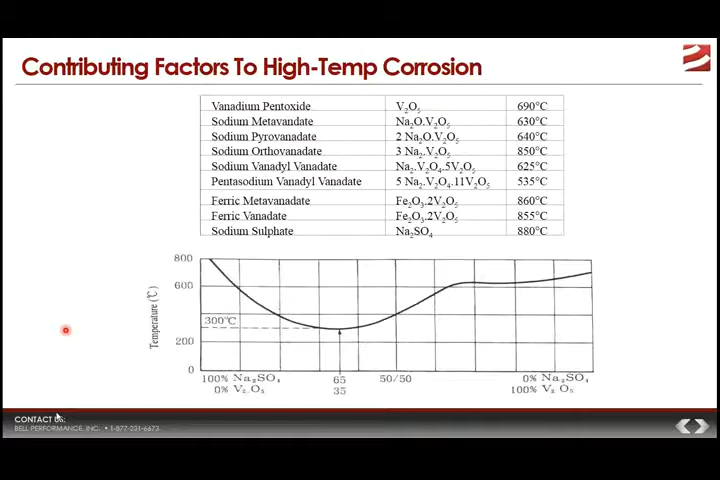 Contributing Factors To High-Temp Corrosion
Vanadium Pentoxide V₂O₅ 690°C
Sodium Metavandate Na₂O.V₂O₅ 630°C
Sodium Pyrovanadate 2 Na₂O.V₂O₅ 640°C
Sodium Orthovanadate 3 Na₂.V₂O₅ 850°C
Sodium Vanadyl Vanadate Na₂.V₂O₄.5V₂O₅ 625°C
Pentasodium Vanadyl Vanadate 5 Na₂.V₂O₄.11V₂O₅ 535°C
Ferric Metavanadate Fe₂O₃.2V₂O₅ 860°C
Ferric Vanadate Fe₂O₃.2V₂O₅ 855°C
Sodium Sulphate Na₂SO₄ 880°C
800
600
300℃
200
0
Temperature (℃)
100% Na₂SO₄ 65 50/50 0% Na₂SO₄
0% V₂O₅ 35 100% V₂O₅
CONTACT US:
BELL PERFORMANCE, INC. • 1-877-231-6673